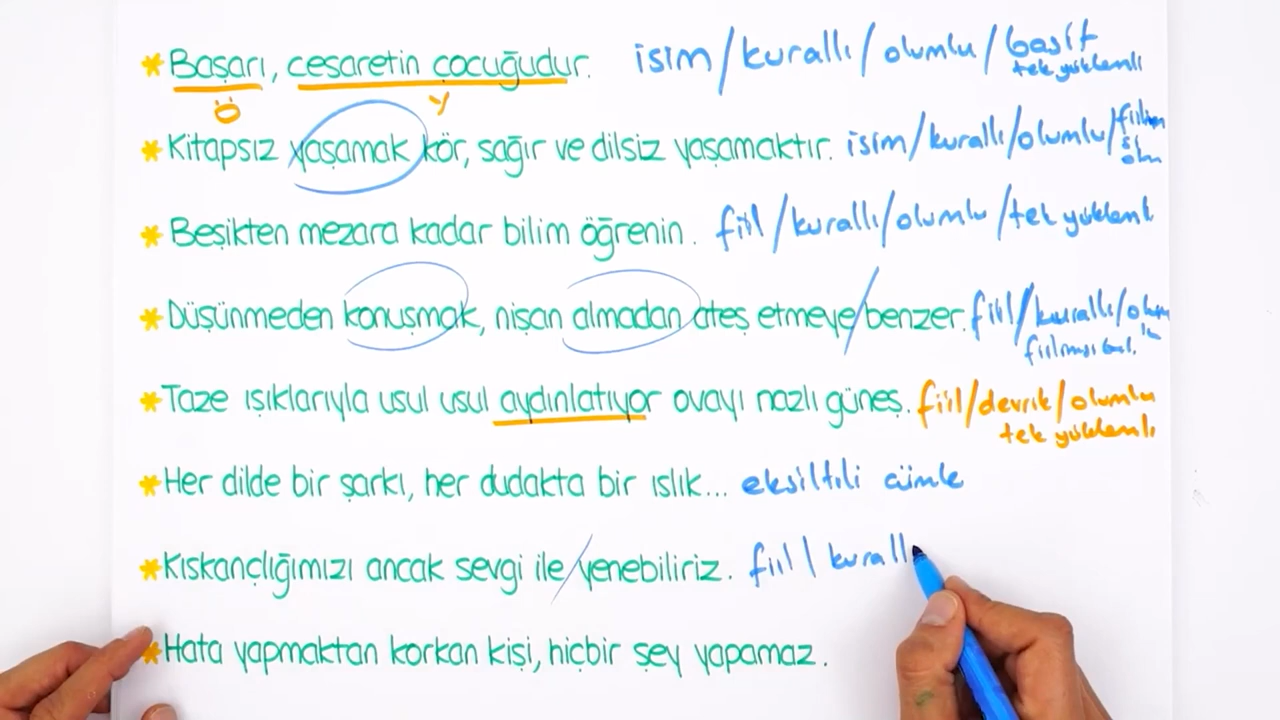 * Başarı, cesaretin çocuğudur. isim/kurallı/olumlu/basit
tek yüklemli
Ö Y
* Kitapsız yaşamak kör, sağır ve dilsiz yaşamaktır. isim/kurallı/olumlu/
* Beşikten mezara kadar bilim öğrenin. fiil/kurallı/olumlu/tek yüklemli
* Düşünmeden konuşmak, nişan almadan ateş etmeye/benzer. fiil/kurallı/
* Taze ışıklarıyla usul usul aydınlatıyor ovayı nazlı güneş. fiil/devrik/olumlu
tek yüklemli
* Her dilde bir şarkı, her dudakta bir ıslık... eksiltili cümle
* Kıskançlığımızı ancak sevgi ile/yenebiliriz. fiil/kurall
* Hata yapmaktan korkan kişi, hiçbir şey yapamaz.